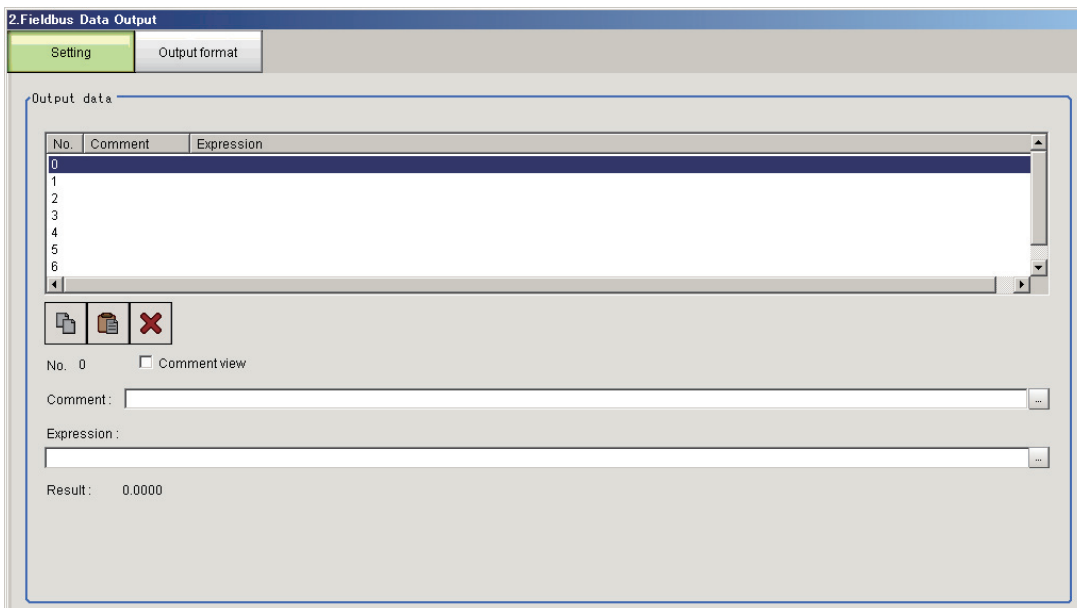 2.Fieldbus Data Output
Setting Output format
Output data
No. Comment Expression
0
1
2
3
4
5
6
No. 0 Comment view
Comment : ...
Expression :
...
Result : 0.0000